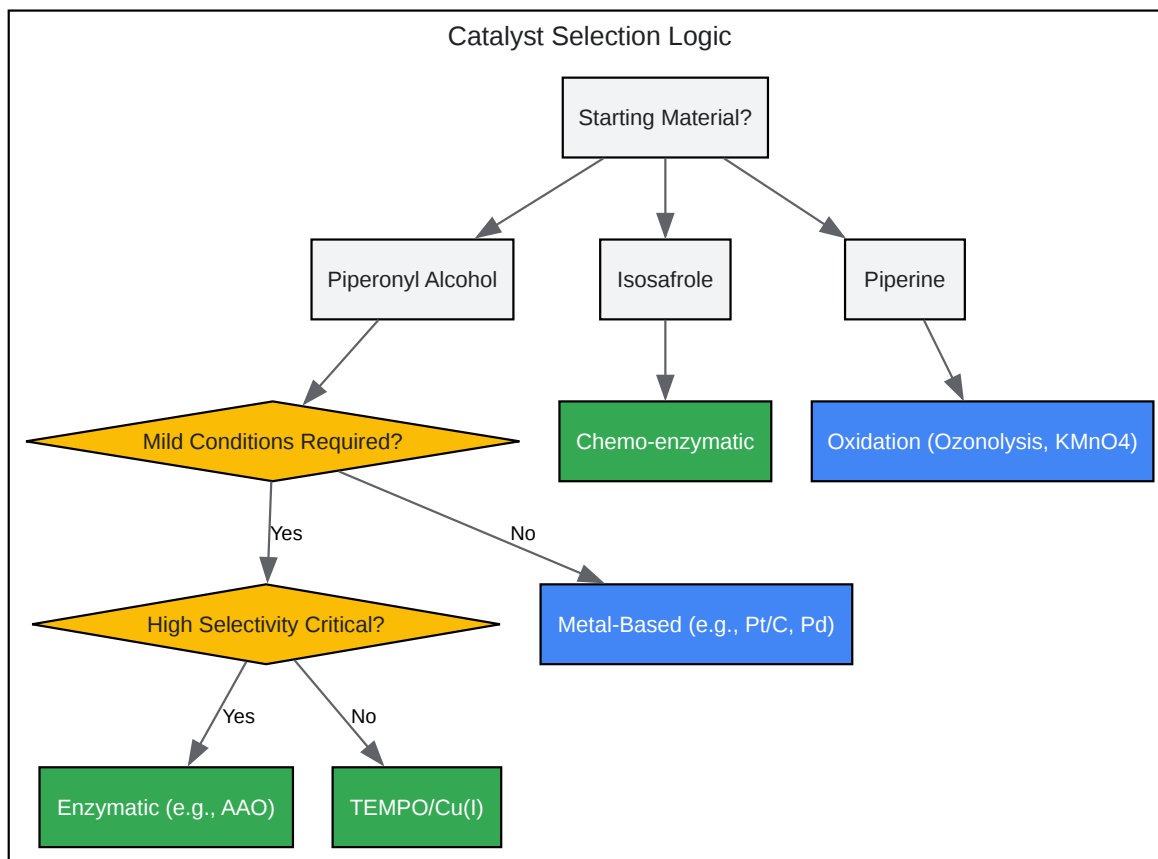 Catalyst Selection Logic
Starting Material?
Piperonyl Alcohol
Isosafrole
Piperine
Mild Conditions Required?
Chemo-enzymatic
Oxidation (Ozonolysis, KMnO4)
Yes
No
High Selectivity Critical?
Metal-Based (e.g., Pt/C, Pd)
Yes
No
Enzymatic (e.g., AAO)
TEMPO/Cu(I)